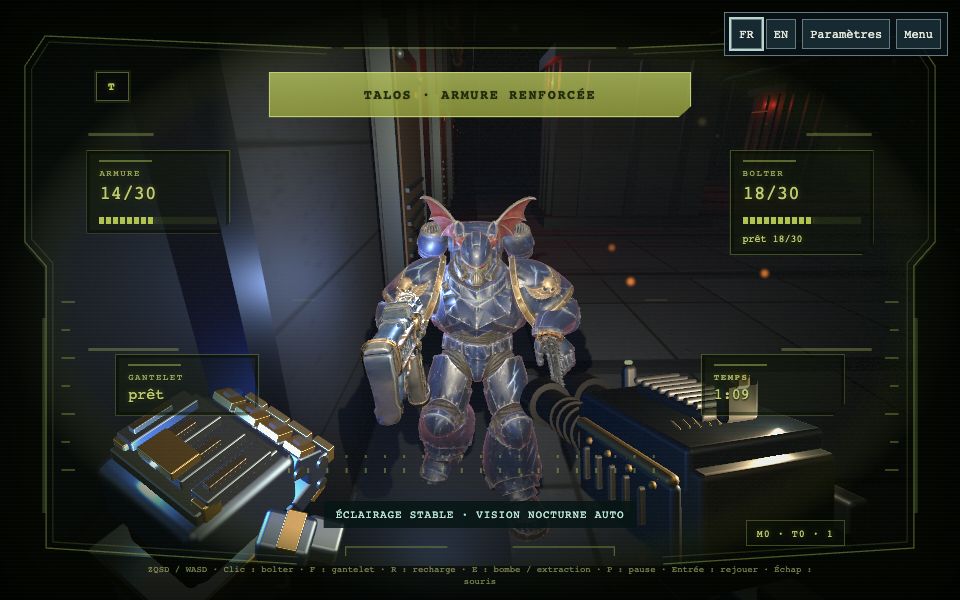 FR EN Paramètres Menu
T
TALOS · ARMURE RENFORCÉE
ARMURE
14/30
BOLTER
18/30
prêt 18/30
GANTELET
prêt
TEMPS
1:09
ÉCLAIRAGE STABLE · VISION NOCTURNE AUTO
M0 · T0 · 1
ZQSD / WASD · Clic : bolter · F : gantelet · R : recharge · E : bombe / extraction · P : pause · Entrée : rejouer · Échap :
souris